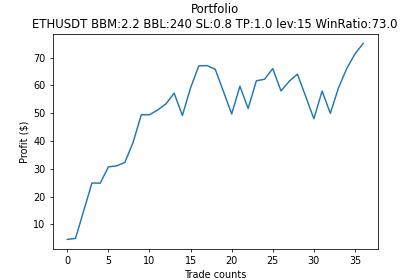 Portfolio
ETHUSDT BBM:2.2 BBL:240 SL:0.8 TP:1.0 lev:15 WinRatio:73.0
70
60
50
40
30
20
10
Profit ($)
0 5 10 15 20 25 30 35
Trade counts